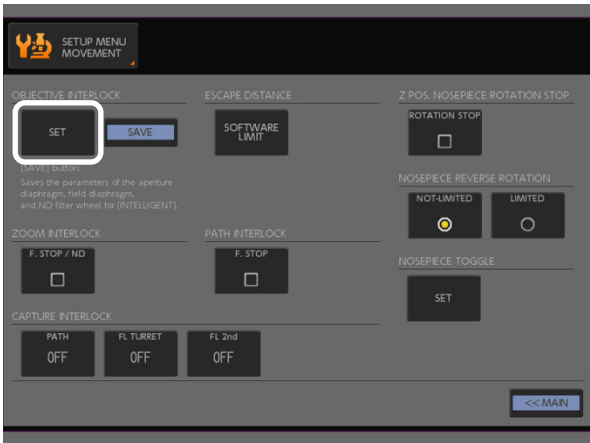 SETUP MENU
MOVEMENT
OBJECTIVE INTERLOCK
SET
SAVE
[SAVE] button:
Saves the parameters of the aperture
diaphragm, field diaphragm,
and ND filter wheel for [INTELLIGENT].
ESCAPE DISTANCE
SOFTWARE
LIMIT
Z POS. NOSEPIECE ROTATION STOP
ROTATION STOP
NOSEPIECE REVERSE ROTATION
NOT-LIMITED
LIMITED
ZOOM INTERLOCK
F. STOP / ND
PATH INTERLOCK
F. STOP
NOSEPIECE TOGGLE
SET
CAPTURE INTERLOCK
PATH
OFF
FL TURRET
OFF
FL 2nd
OFF
<< MAIN